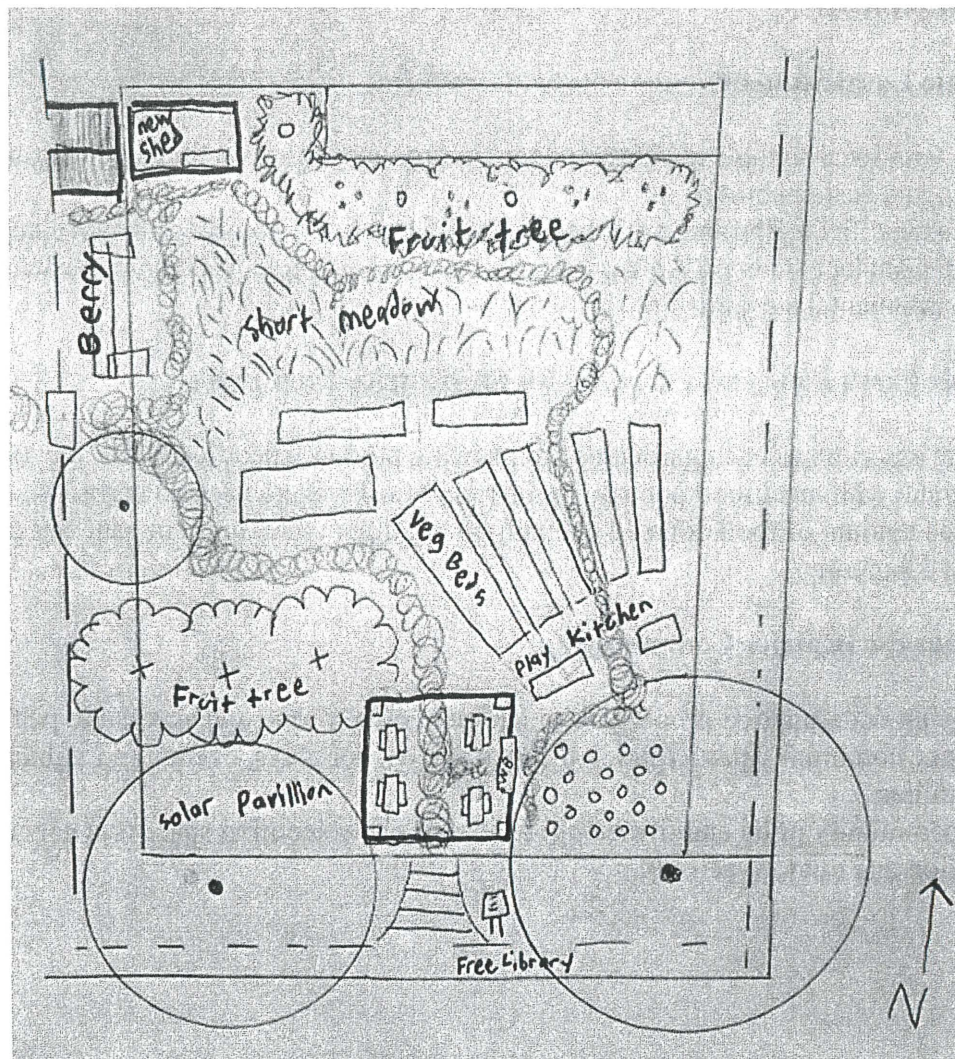 new
shed
Fruit tree
Berry
short meadow
Veg Beds
Play Kitchen
Fruit tree
Solar Pavillion
Free Library
N